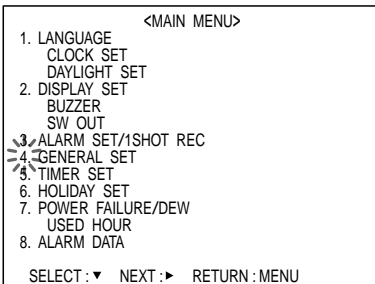 <MAIN MENU>
1. LANGUAGE
CLOCK SET
DAYLIGHT SET
2. DISPLAY SET
BUZZER
SW OUT
3. ALARM SET/1SHOT REC
4. GENERAL SET
5. TIMER SET
6. HOLIDAY SET
7. POWER FAILURE/DEW
USED HOUR
8. ALARM DATA
SELECT : ▼ NEXT : ► RETURN : MENU